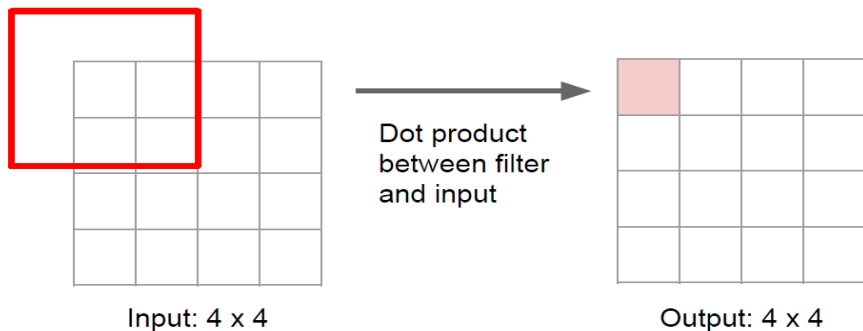 Dot product
between filter
and input
Input: 4 x 4
Output: 4 x 4